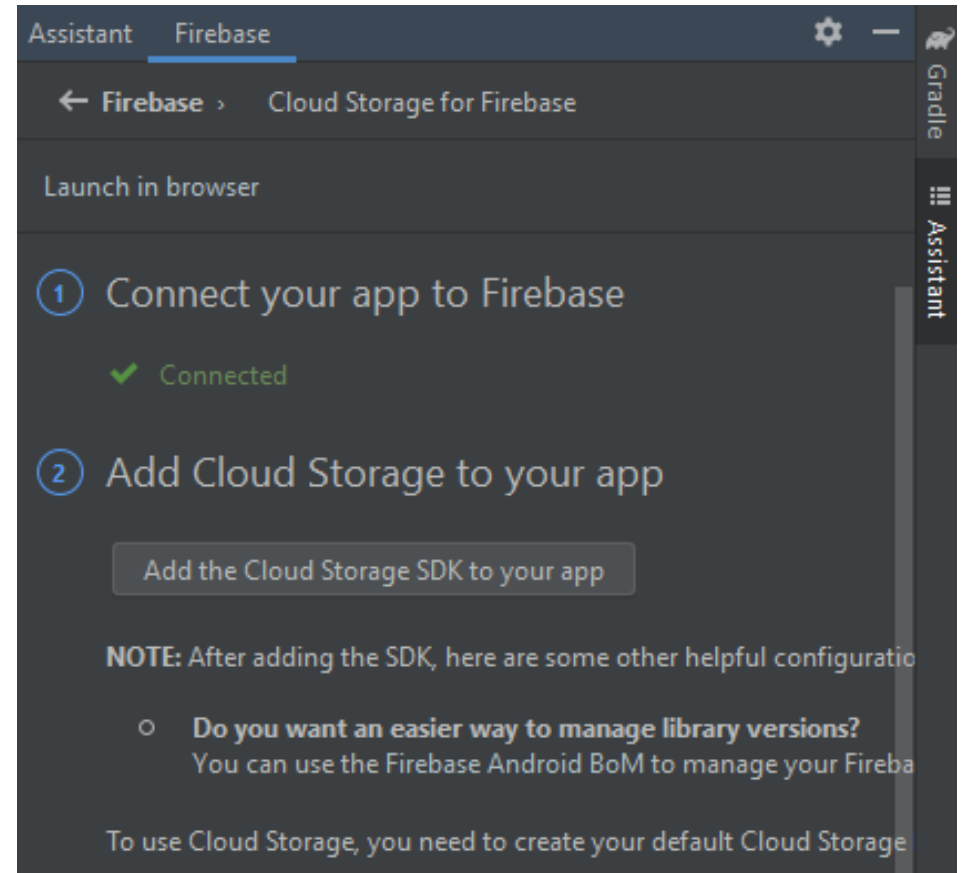 Assistant Firebase
Firebase › Cloud Storage for Firebase
Launch in browser
1 Connect your app to Firebase
Connected
2 Add Cloud Storage to your app
Add the Cloud Storage SDK to your app
NOTE: After adding the SDK, here are some other helpful configuratio
Do you want an easier way to manage library versions?
You can use the Firebase Android BoM to manage your Fireba
To use Cloud Storage, you need to create your default Cloud Storage
Gradle
Assistant